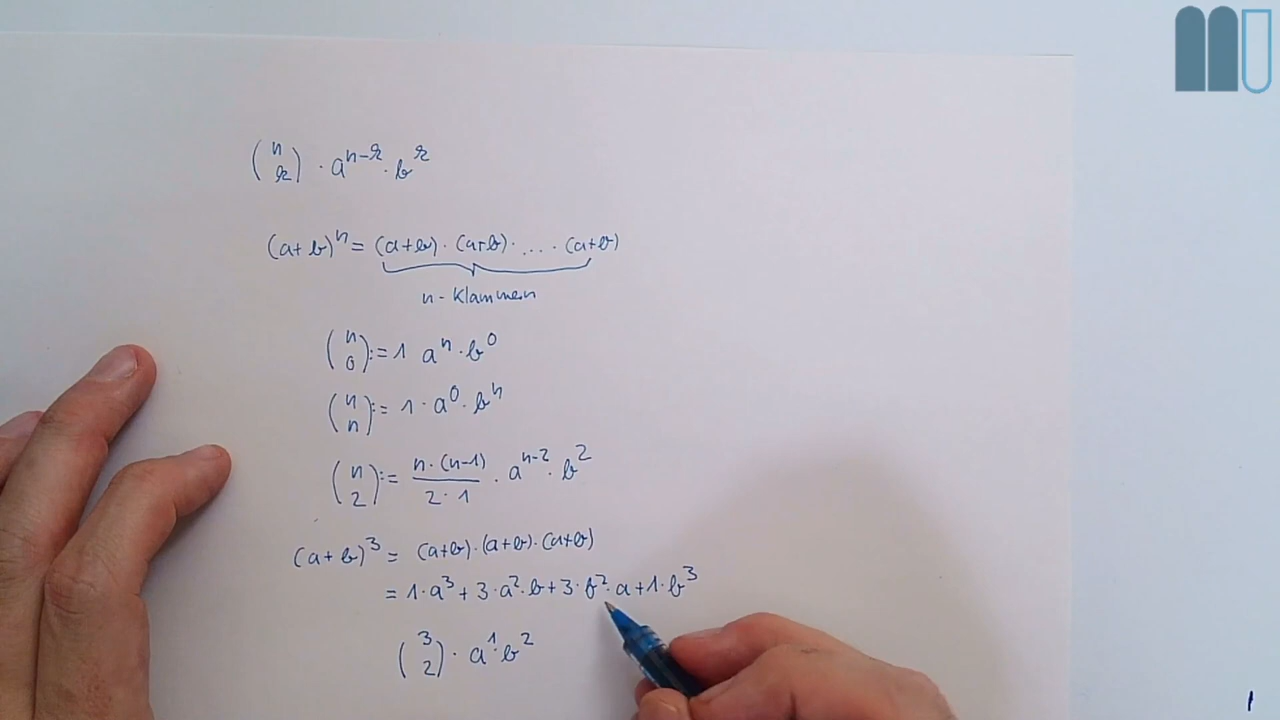 (n k) · a^{n-k} · b^k
(a+b)^n = (a+b) · (a+b) · ... · (a+b)
n - Klammern
(n 0) := 1 a^n · b^0
(n n) := 1 · a^0 · b^n
(n 2) := n·(n-1) / 2·1 · a^{n-2} · b^2
(a+b)^3 = (a+b)·(a+b)·(a+b)
= 1·a^3 + 3·a^2·b + 3·b^2·a + 1·b^3
(3 2) · a^1 · b^2